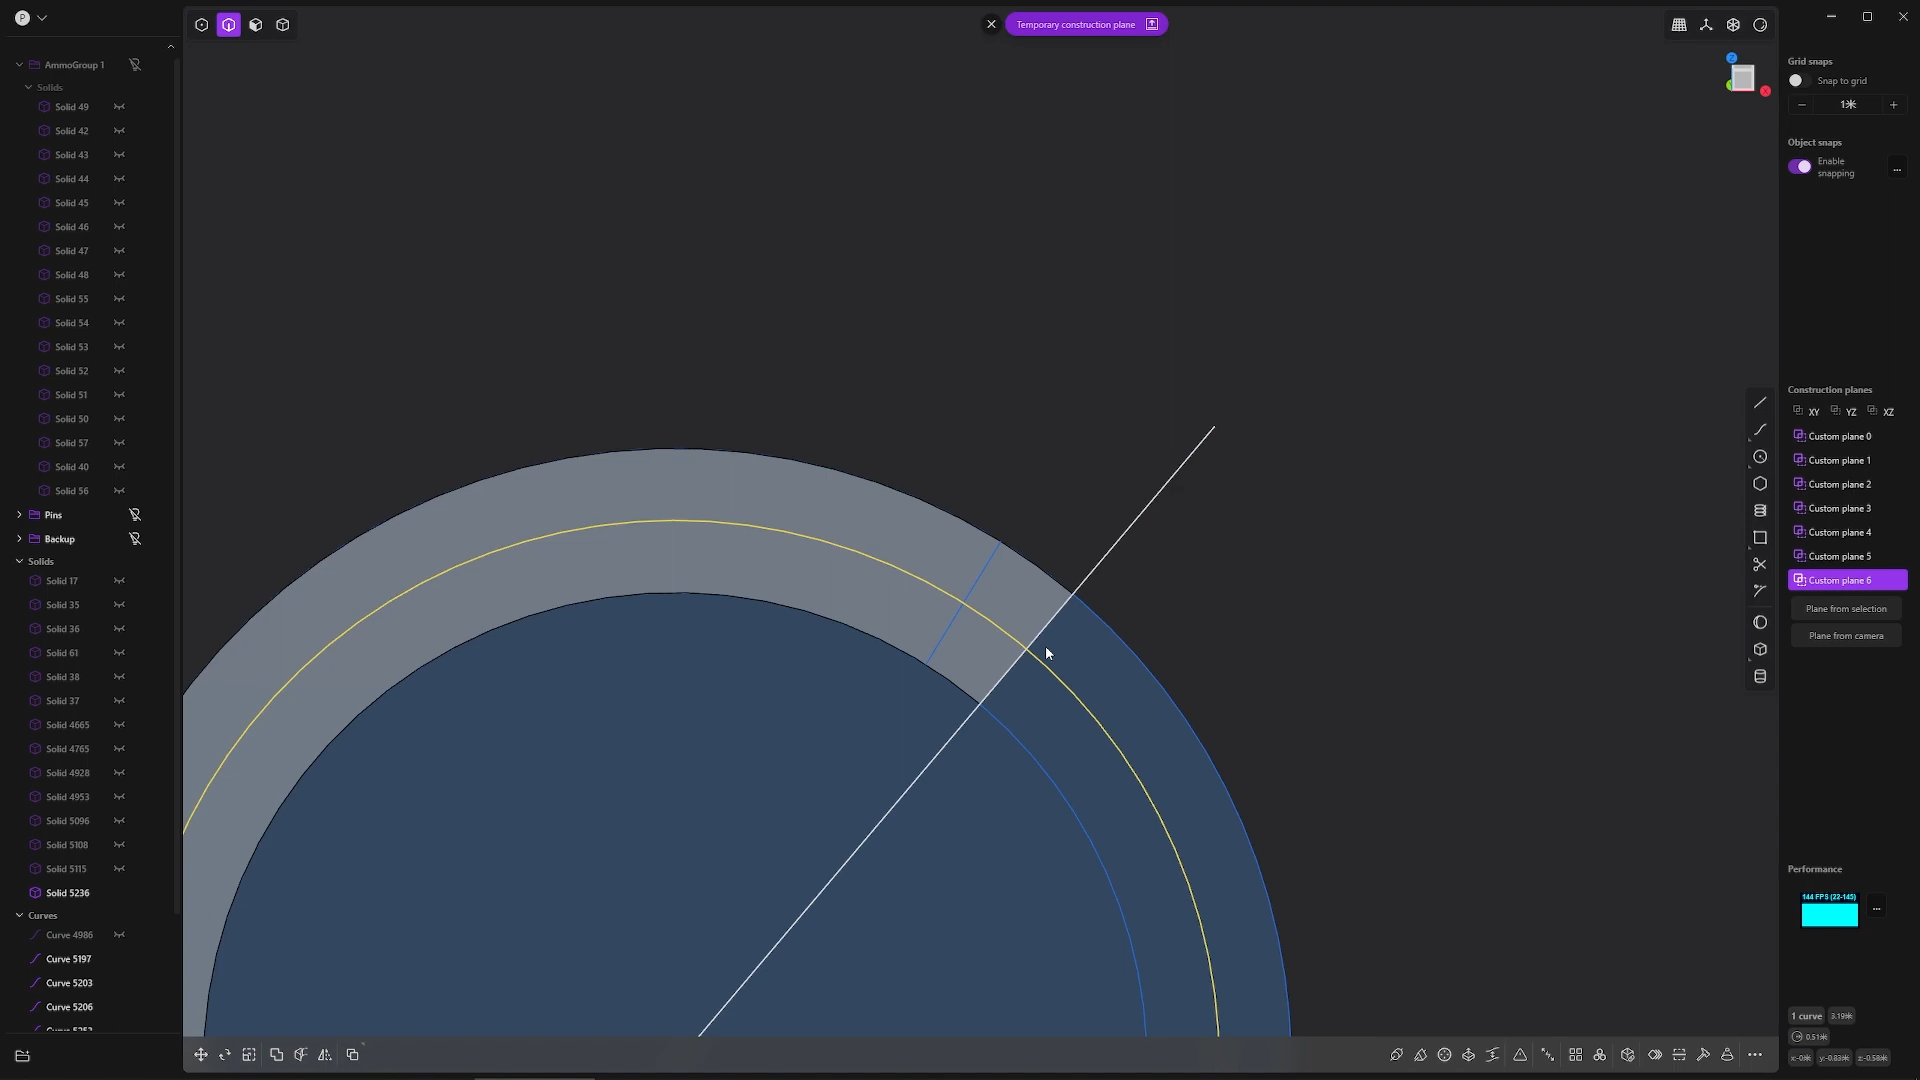 P
Temporary construction plane
AmmoGroup 1
Solids
Solid 49
Solid 42
Solid 43
Solid 44
Solid 45
Solid 46
Solid 47
Solid 48
Solid 55
Solid 54
Solid 53
Solid 52
Solid 51
Solid 50
Solid 57
Solid 40
Solid 56
Pins
Backup
Solids
Solid 17
Solid 35
Solid 36
Solid 61
Solid 38
Solid 37
Solid 4665
Solid 4765
Solid 4928
Solid 4953
Solid 5096
Solid 5108
Solid 5115
Solid 5236
Curves
Curve 4986
Curve 5197
Curve 5203
Curve 5206
Z
X
Grid snaps
Snap to grid
Object snaps
Enable
snapping
...
Construction planes
XY YZ XZ
Custom plane 0
Custom plane 1
Custom plane 2
Custom plane 3
Custom plane 4
Custom plane 5
Custom plane 6
Plane from selection
Plane from camera
Performance
144 FPS (22-145)
...
1 curve